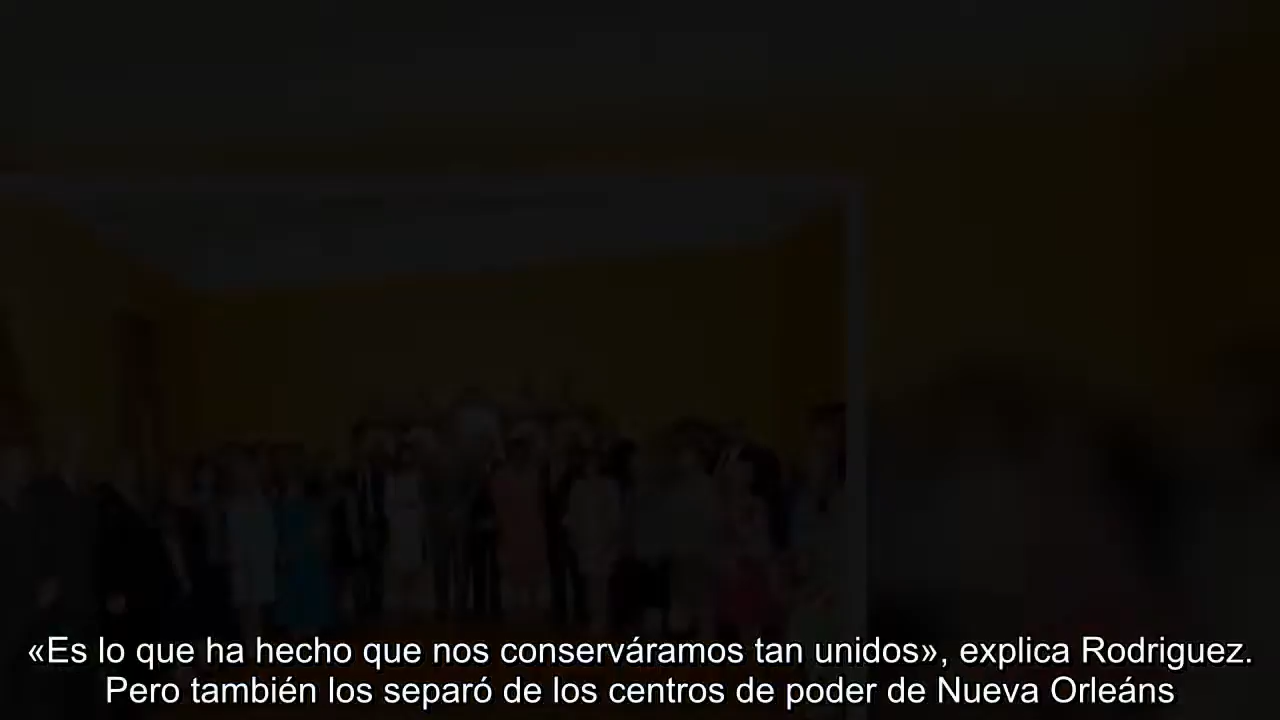 «Es lo que ha hecho que nos conserváramos tan unidos», explica Rodriguez.
Pero también los separó de los centros de poder de Nueva Orleáns